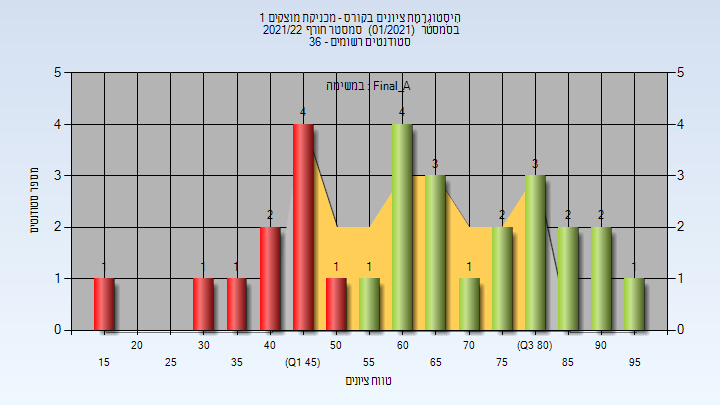 היסטוגרמת ציונים בקורס - מכניקת מוצקים 1
בסמסטר (01/2021) סמסטר חורף 2021/22
סטודנטים רשומים - 36
במשימה : Final_A
מספר סטודנטים
5 5
4 4
3 3
2 2
1 1
0 0
1 1 1 2 4 1 1 4 3 1 2 3 2 2 1
20 30 40 50 60 70 (Q3 80) 90
15 25 35 (Q1 45) 55 65 75 85 95
טווח ציונים